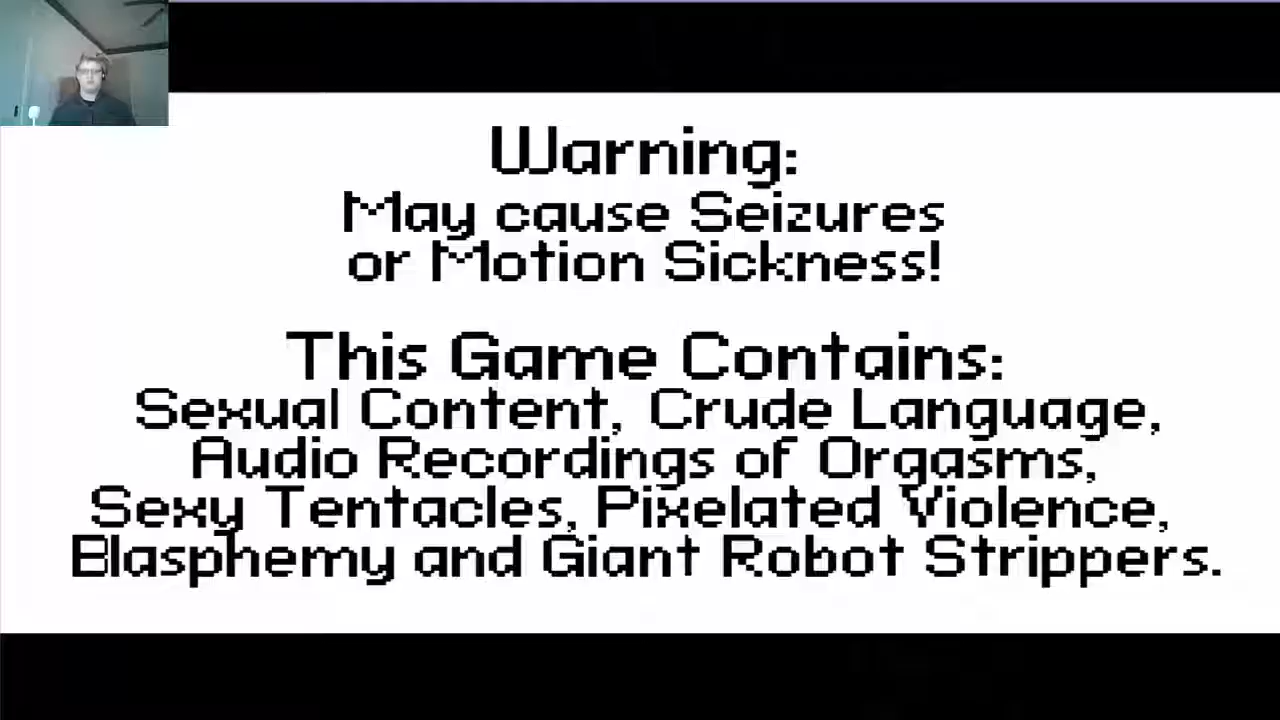 Warning:
May cause Seizures
or Motion Sickness!
This Game Contains:
Sexual Content, Crude Language,
Audio Recordings of Orgasms,
Sexy Tentacles, Pixelated Violence,
Blasphemy and Giant Robot Strippers.